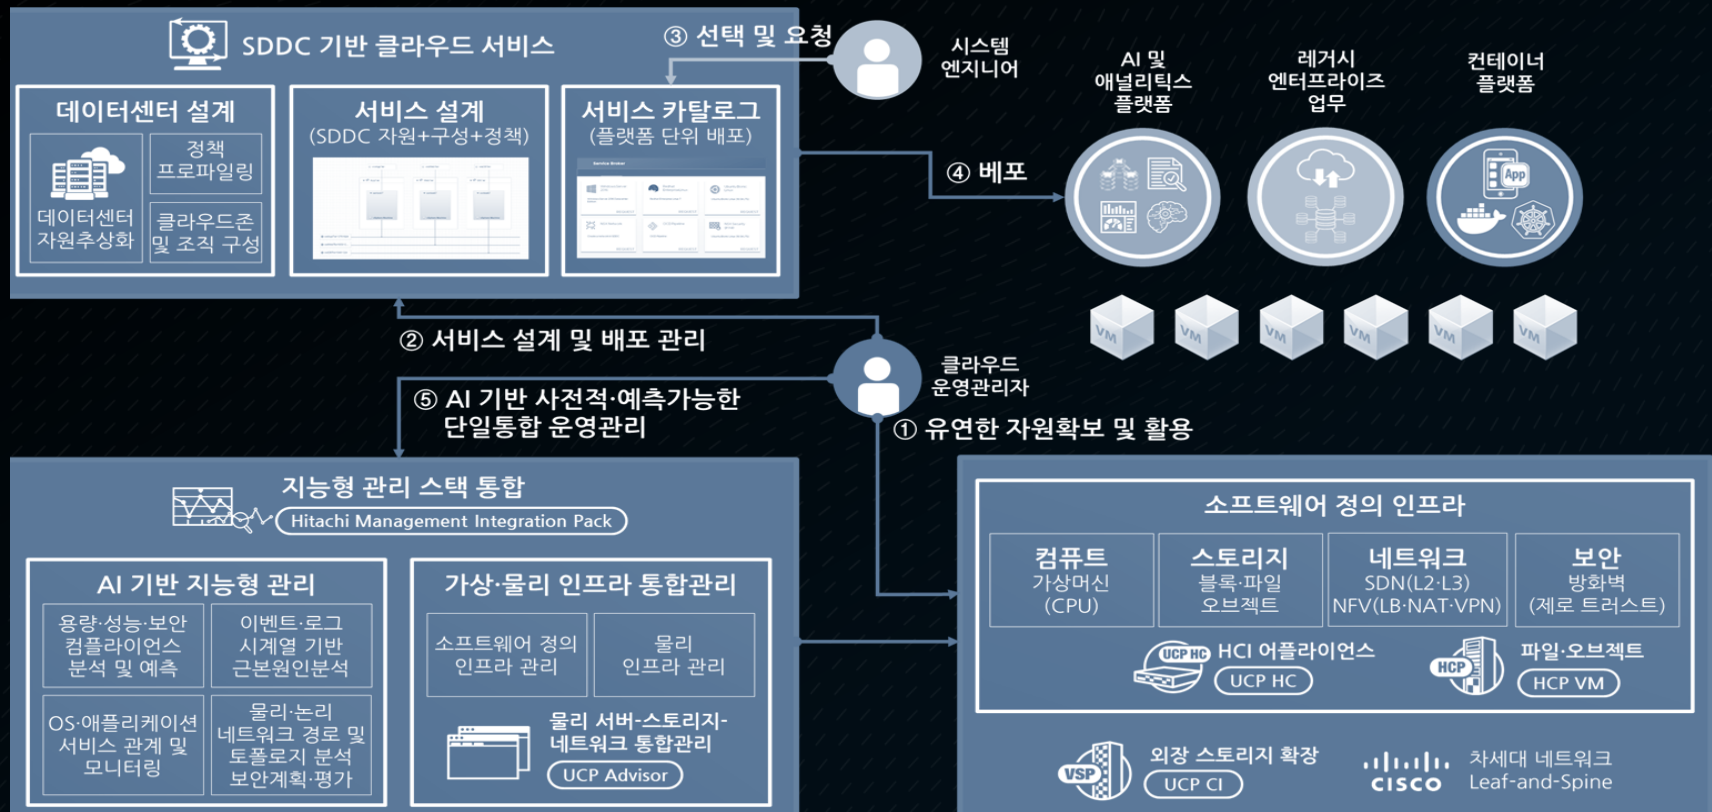 SDDC 기반 클라우드 서비스
데이터센터 설계
데이터센터
자원추상화
정책
프로파일링
클라우드존
및 조직 구성
서비스 설계
(SDDC 자원+구성+정책)
서비스 카탈로그
(플랫폼 단위 배포)
Service Broker
③ 선택 및 요청
시스템
엔지니어
④ 배포
AI 및
애널리틱스
플랫폼
레거시
엔터프라이즈
업무
컨테이너
플랫폼
App
VM
VM
VM
VM
VM
VM
② 서비스 설계 및 배포 관리
클라우드
운영관리자
⑤ AI 기반 사전적·예측가능한
단일통합 운영관리
① 유연한 자원확보 및 활용
지능형 관리 스택 통합
Hitachi Management Integration Pack
AI 기반 지능형 관리
용량·성능·보안
컴플라이언스
분석 및 예측
이벤트·로그
시계열 기반
근본원인분석
OS·애플리케이션
서비스 관계 및
모니터링
물리·논리
네트워크 경로 및
토폴로지 분석
보안계획·평가
가상·물리 인프라 통합관리
소프트웨어 정의
인프라 관리
물리
인프라 관리
물리 서버-스토리지-
네트워크 통합관리
UCP Advisor
소프트웨어 정의 인프라
컴퓨트
가상머신
(CPU)
스토리지
블록·파일
오브젝트
네트워크
SDN(L2·L3)
NFV(LB·NAT·VPN)
보안
방화벽
(제로 트러스트)
UCP HC
HCI 어플라이언스
UCP HC
HCP
파일·오브젝트
HCP VM
VSP
외장 스토리지 확장
UCP CI
CISCO
차세대 네트워크
Leaf-and-Spine